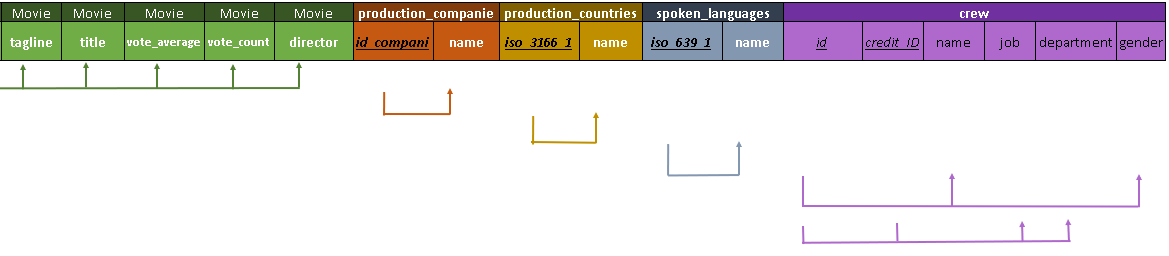 Movie Movie Movie Movie Movie production_companie production_countries spoken_languages crew
tagline title vote_average vote_count director id_compani name iso_3166_1 name iso_639_1 name id credit_ID name job department gender